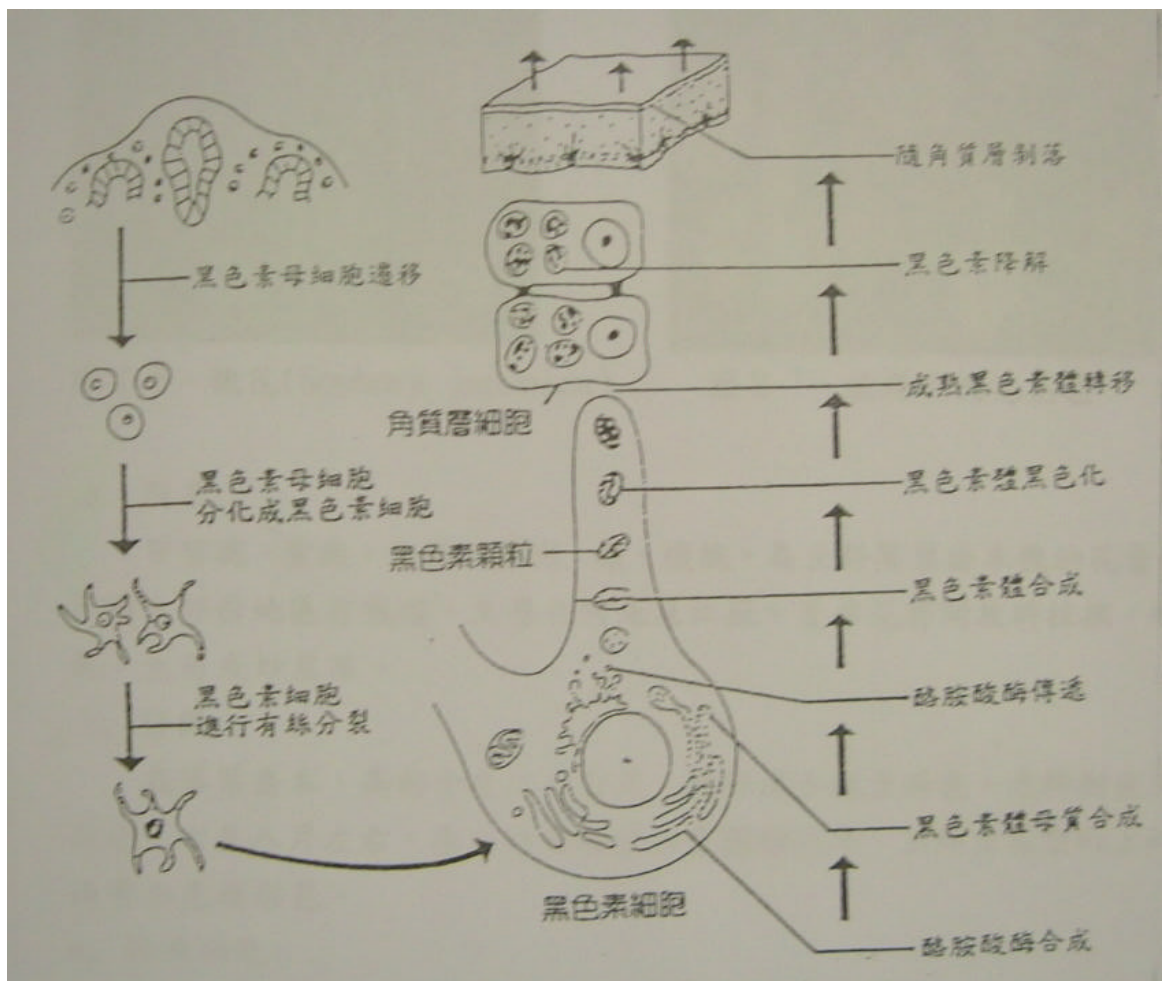 黑色素母細胞遷移
黑色素母細胞
分化成黑色素細胞
黑色素細胞
進行有絲分裂
角質層細胞
黑色素顆粒
黑色素細胞
隨角質層剝落
黑色素降解
成熟黑色素體轉移
黑色素體黑色化
黑色素體合成
酪胺酸酶傳遞
黑色素體母質合成
酪胺酸酶合成